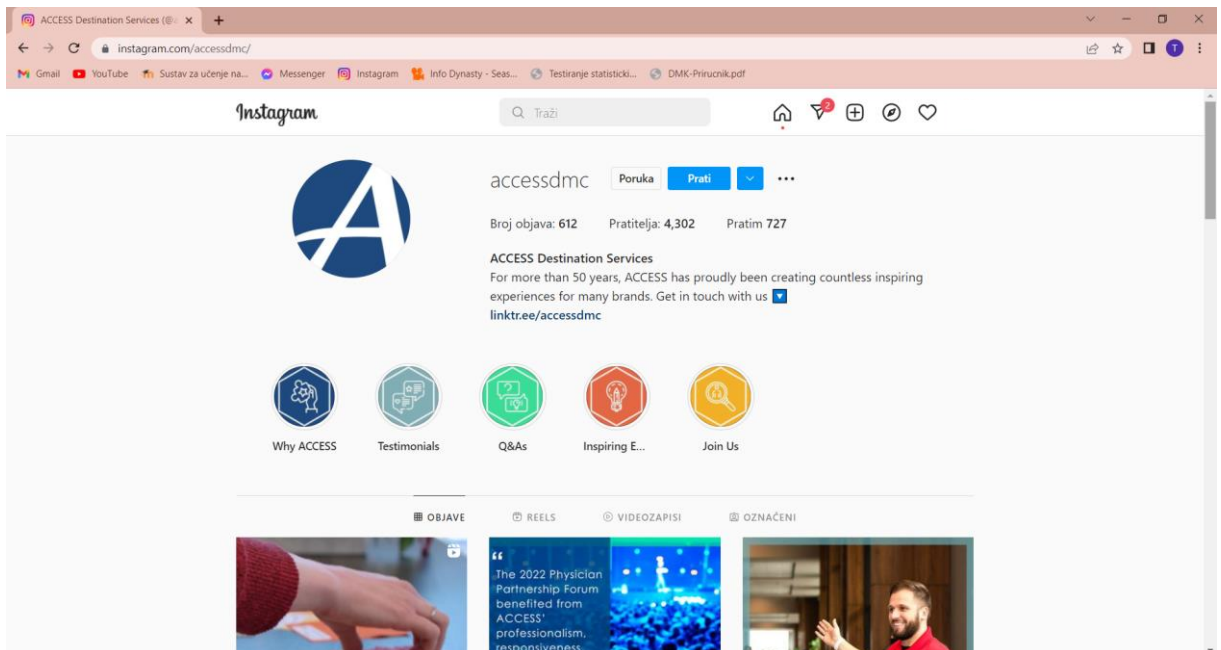 ACCESS Destination Services (@
instagram.com/accessdmc/
Gmail YouTube Sustav za učenje na... Messenger Instagram Info Dynasty - Seas... Testiranje statisticki... DMK-Prirucnik.pdf
T
Instagram
Traži
2
accessdmc Poruka Prati
Broj objava: 612 Pratitelja: 4,302 Pratim 727
ACCESS Destination Services
For more than 50 years, ACCESS has proudly been creating countless inspiring
experiences for many brands. Get in touch with us
linktr.ee/accessdmc
Why ACCESS Testimonials Q&As Inspiring E... Join Us
OBJAVE REELS VIDEOZAPISI OZNAČENI
“
The 2022 Physician
Partnership Forum
benefited from
ACCESS'
professionalism,
responsiveness